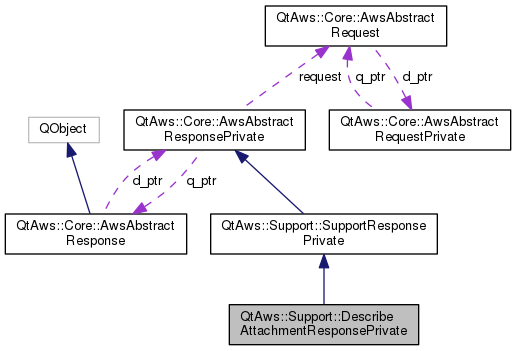 QtAws::Core::AwsAbstract
Request
request
q_ptr
d_ptr
QObject
QtAws::Core::AwsAbstract
ResponsePrivate
QtAws::Core::AwsAbstract
RequestPrivate
d_ptr
q_ptr
QtAws::Core::AwsAbstract
Response
QtAws::Support::SupportResponse
Private
QtAws::Support::Describe
AttachmentResponsePrivate